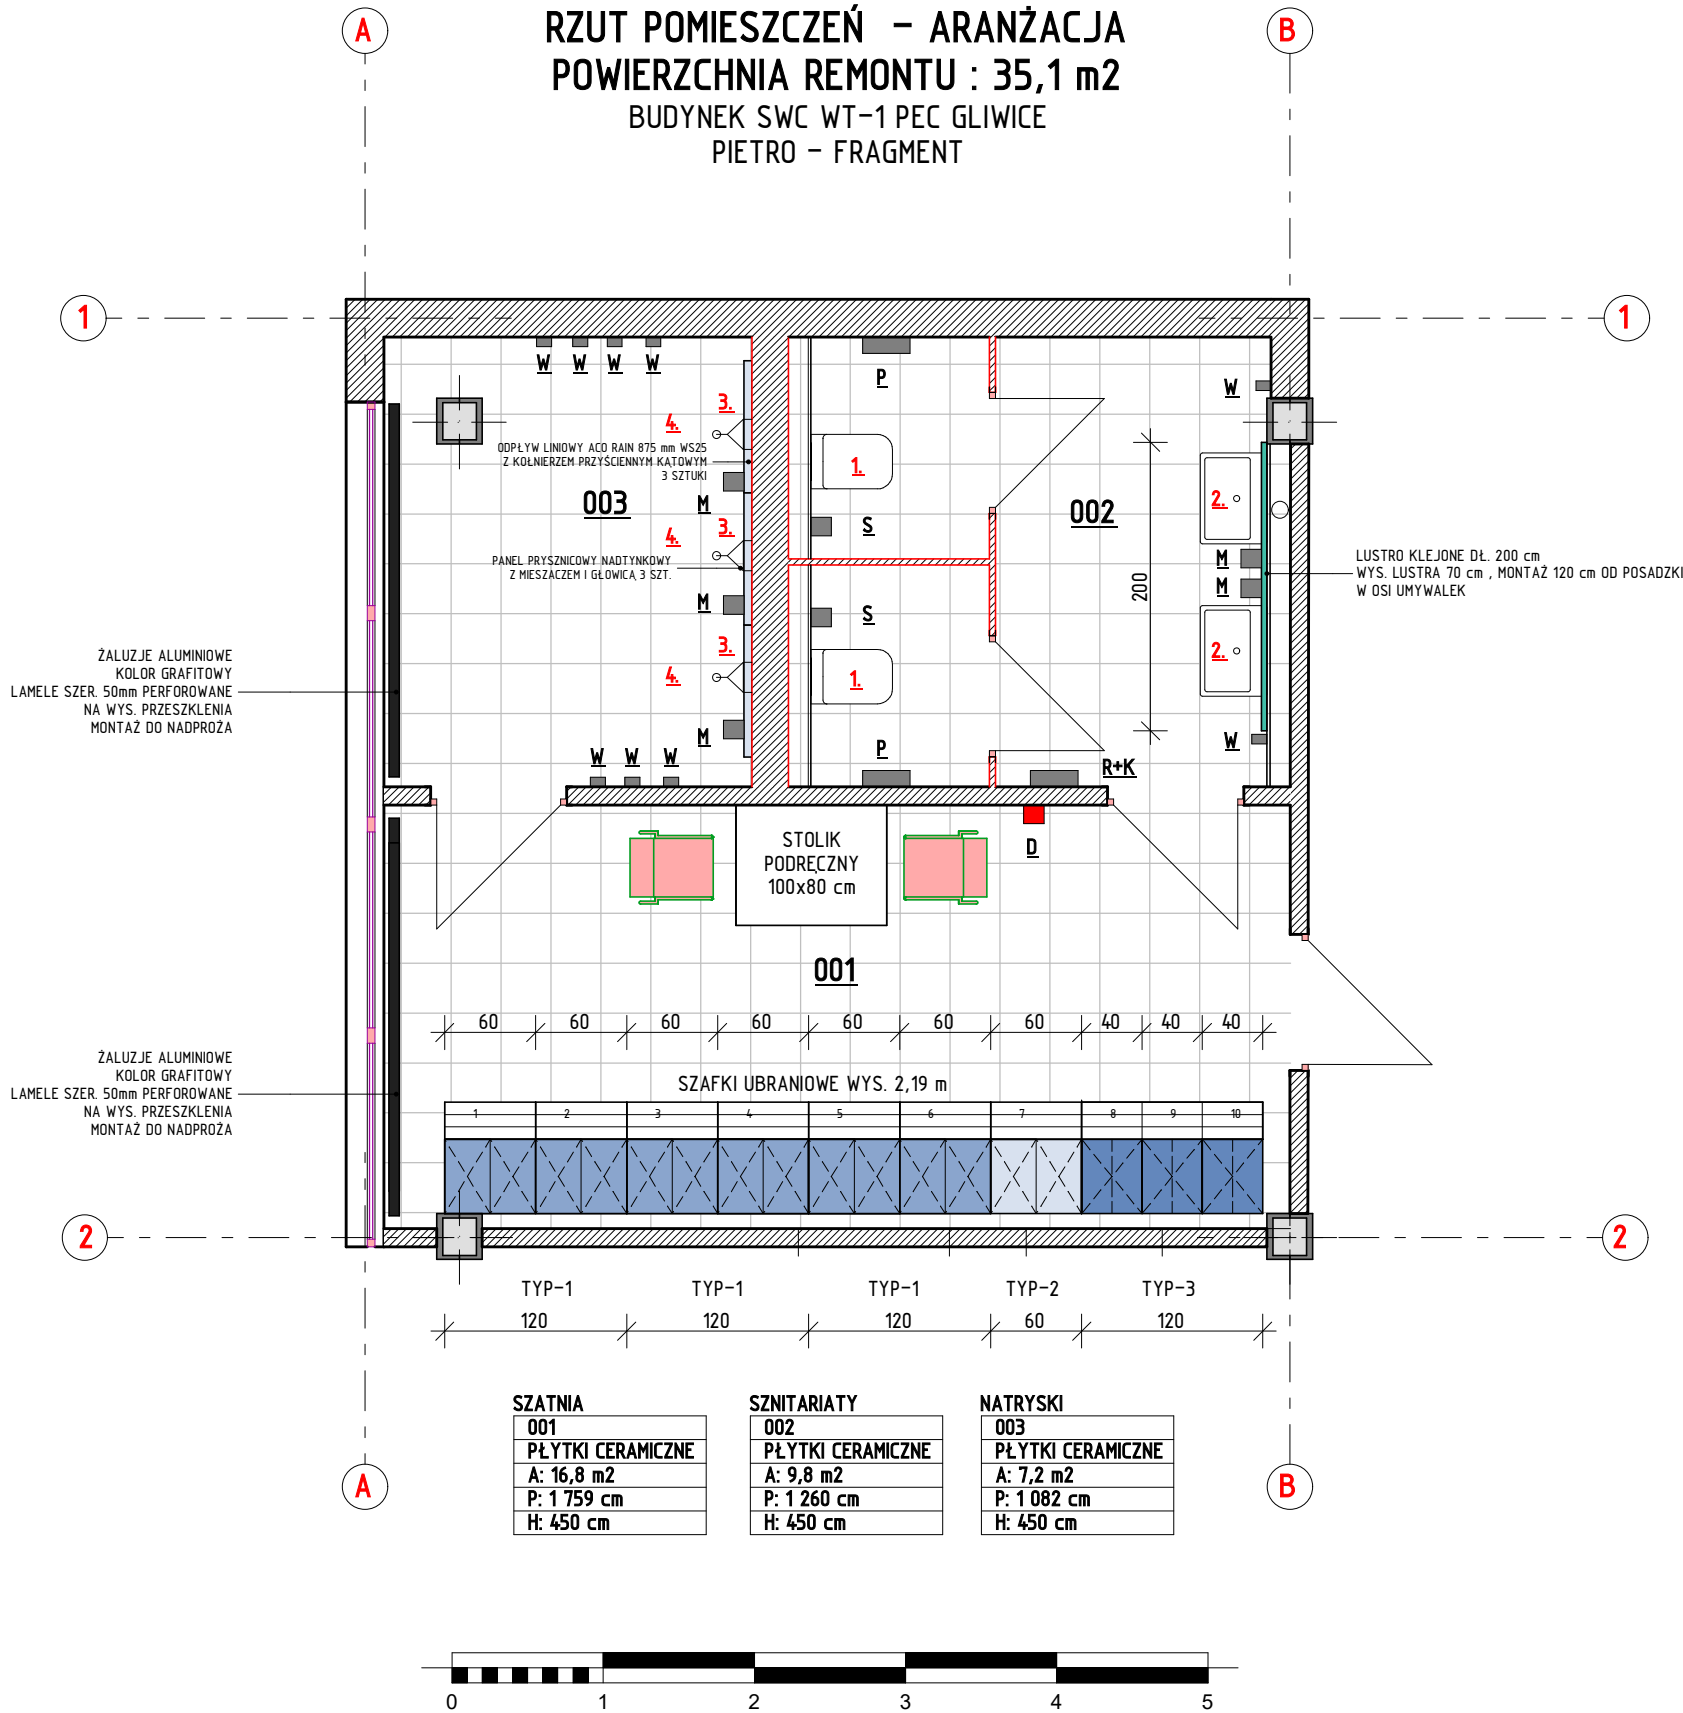 A
B
RZUT POMIESZCZEŃ - ARANŻACJA
POWIERZCHNIA REMONTU : 35,1 m2
BUDYNEK SWC WT-1 PEC GLIWICE
PIETRO - FRAGMENT
1
1
W W W W
P
W
3.
4.
ODPŁYW LINIOWY ACO RAIN 875 mm WS25
Z KOŁNIERZEM PRZYŚCIENNYM KĄTOWYM
3 SZTUKI
1.
2.
003
M
002
3.
S
4.
PANEL PRYSZNICOWY NADTYNKOWY
Z MIESZACZEM I GŁOWICĄ 3 SZT.
M
M
200
LUSTRO KLEJONE DŁ. 200 cm
WYS. LUSTRA 70 cm , MONTAŻ 120 cm OD POSADZKI
W OSI UMYWALEK
M
S
3.
2.
4.
1.
ŻALUZJE ALUMINIOWE
KOLOR GRAFITOWY
LAMELE SZER. 50mm PERFOROWANE
NA WYS. PRZESZKLENIA
MONTAŻ DO NADPROŻA
M
W W W
P
W
R+K
STOLIK
PODRĘCZNY
100x80 cm
D
001
60 60 60 60 60 60 60 40 40 40
SZAFKI UBRANIOWE WYS. 2,19 m
ŻALUZJE ALUMINIOWE
KOLOR GRAFITOWY
LAMELE SZER. 50mm PERFOROWANE
NA WYS. PRZESZKLENIA
MONTAŻ DO NADPROŻA
1 2 3 4 5 6 7 8 9 10
2
2
TYP-1 TYP-1 TYP-1 TYP-2 TYP-3
120 120 120 60 120
SZATNIA
001
PŁYTKI CERAMICZNE
A: 16,8 m2
P: 1 759 cm
H: 450 cm
SZNITARIATY
002
PŁYTKI CERAMICZNE
A: 9,8 m2
P: 1 260 cm
H: 450 cm
NATRYSKI
003
PŁYTKI CERAMICZNE
A: 7,2 m2
P: 1 082 cm
H: 450 cm
A
B
0 1 2 3 4 5